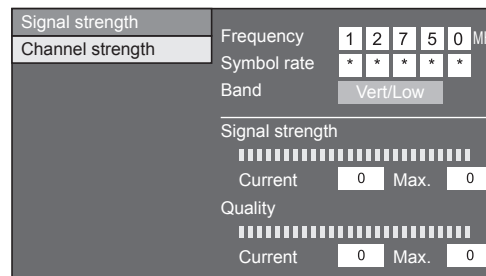 Signal strength
Channel strength
Frequency 1 2 7 5 0
Symbol rate * * * * *
Band Vert/Low
Signal strength
Current 0 Max. 0
Quality
Current 0 Max. 0